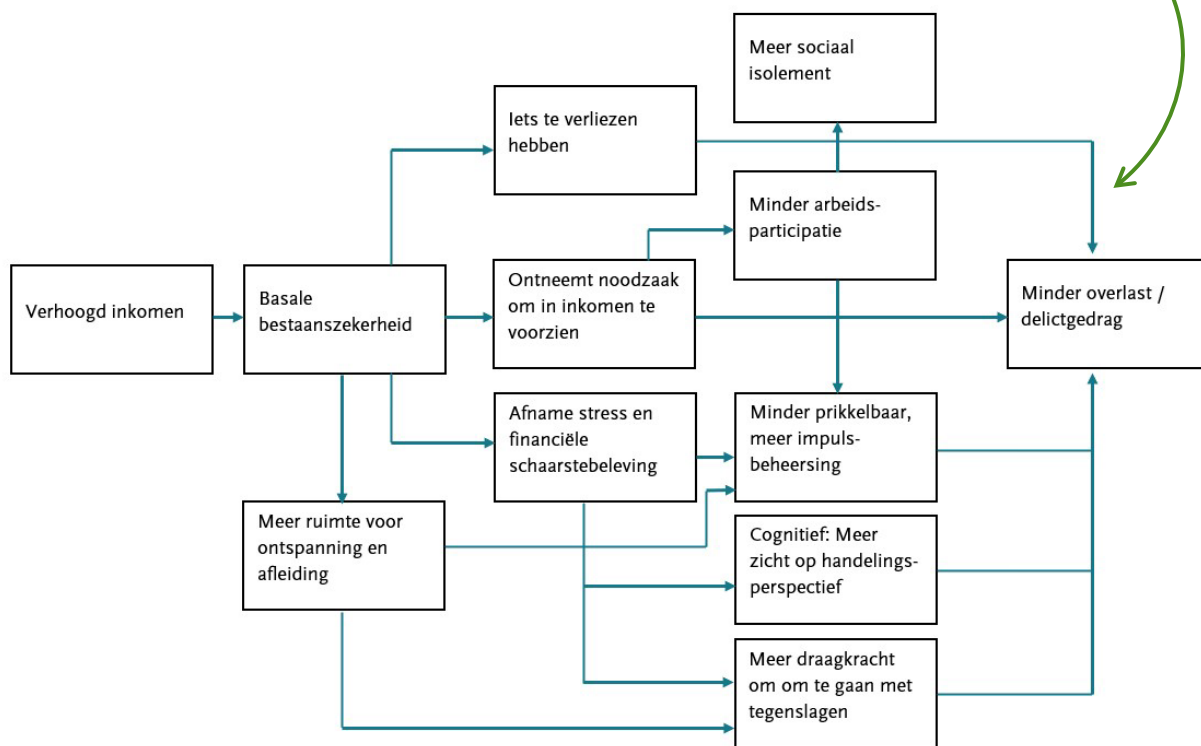 Meer sociaal
isolement
Iets te verliezen
hebben
Minder arbeids-
participatie
Verhoogd inkomen
Basale
bestaanszekerheid
Ontneemt noodzaak
om in inkomen te
voorzien
Minder overlast /
delictgedrag
Afname stress en
financiële
schaarstebeleving
Minder prikkelbaar,
meer impuls-
beheersing
Meer ruimte voor
ontspanning en
afleiding
Cognitief: Meer
zicht op handelings-
perspectief
Meer draagkracht
om om te gaan met
tegenslagen